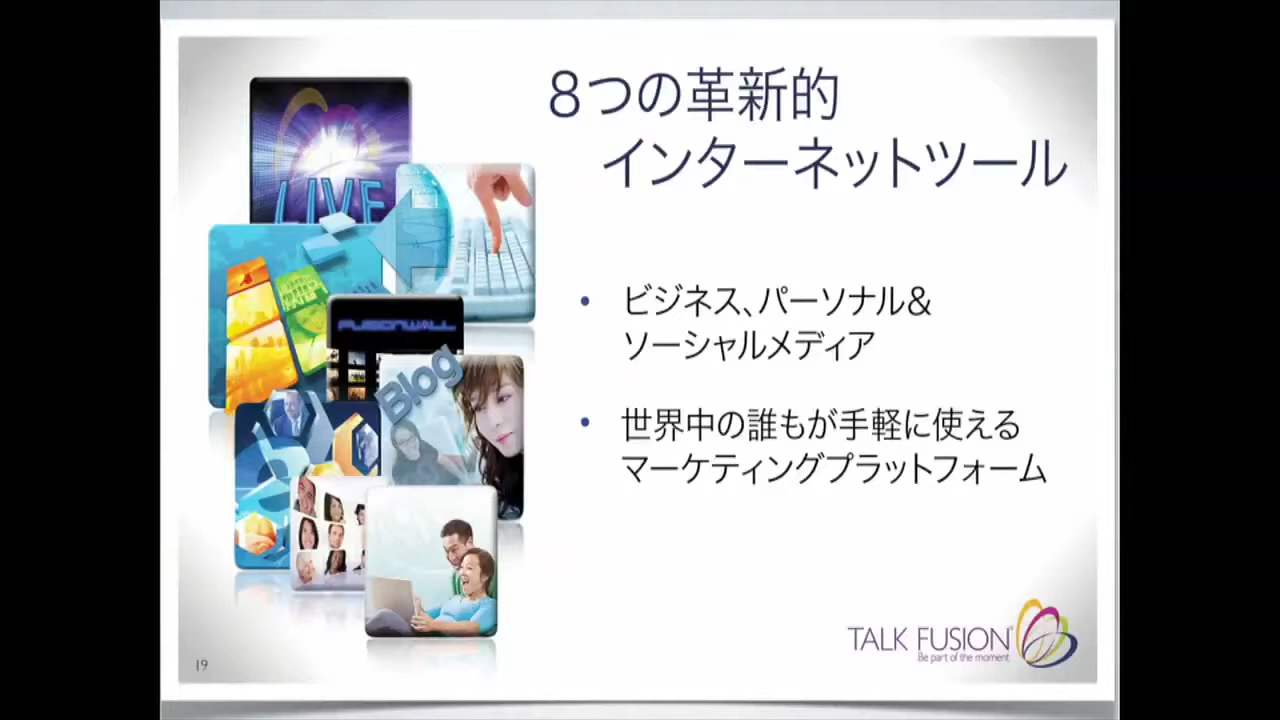 8つの革新的
インターネットツール
LIVE
FUSIONWALL
Blog
• ビジネス、パーソナル&
ソーシャルメディア
• 世界中の誰もが手軽に使える
マーケティングプラットフォーム
TALK FUSION®
Be part of the moment.
19